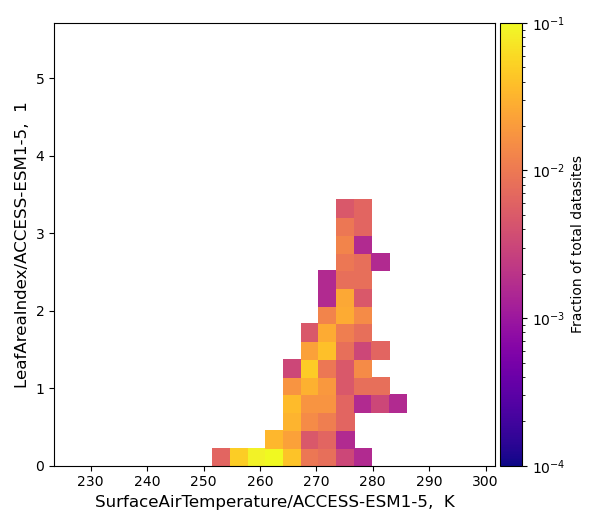 LeafAreaIndex/ACCESS-ESM1-5,  1
5
4
3
2
1
0
230 240 250 260 270 280 290 300
SurfaceAirTemperature/ACCESS-ESM1-5,  K
10⁻¹
10⁻²
10⁻³
10⁻⁴
Fraction of total datasites